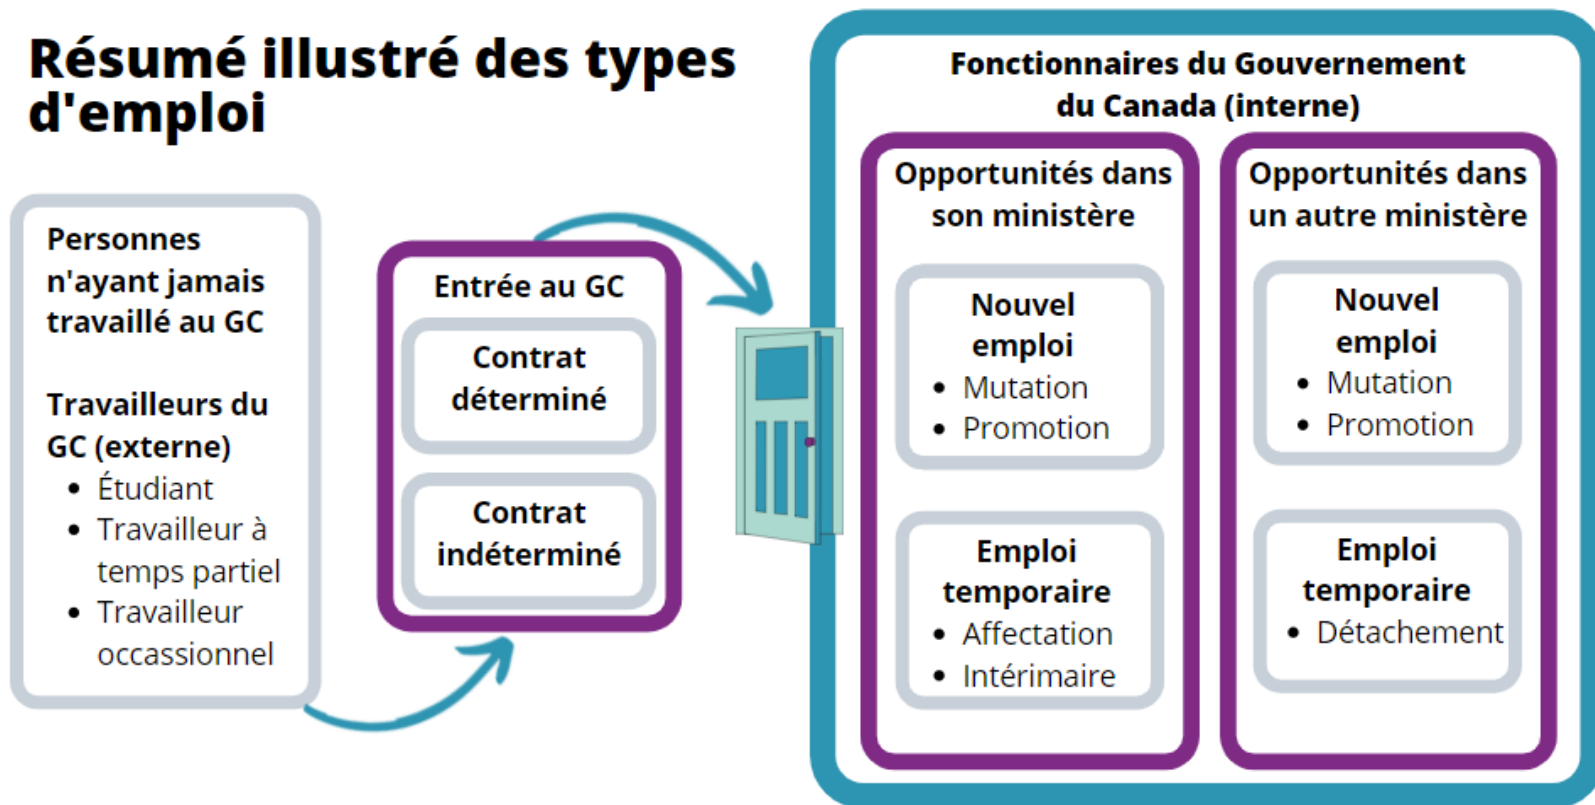 Résumé illustré des types
d'emploi
Personnes
n'ayant jamais
travaillé au GC
Travailleurs du
GC (externe)
• Étudiant
• Travailleur à
temps partiel
• Travailleur
occassionnel
Entrée au GC
Contrat
déterminé
Contrat
indéterminé
Fonctionnaires du Gouvernement
du Canada (interne)
Opportunités dans
son ministère
Nouvel
emploi
• Mutation
• Promotion
Emploi
temporaire
• Affectation
• Intérimaire
Opportunités dans
un autre ministère
Nouvel
emploi
• Mutation
• Promotion
Emploi
temporaire
• Détachement